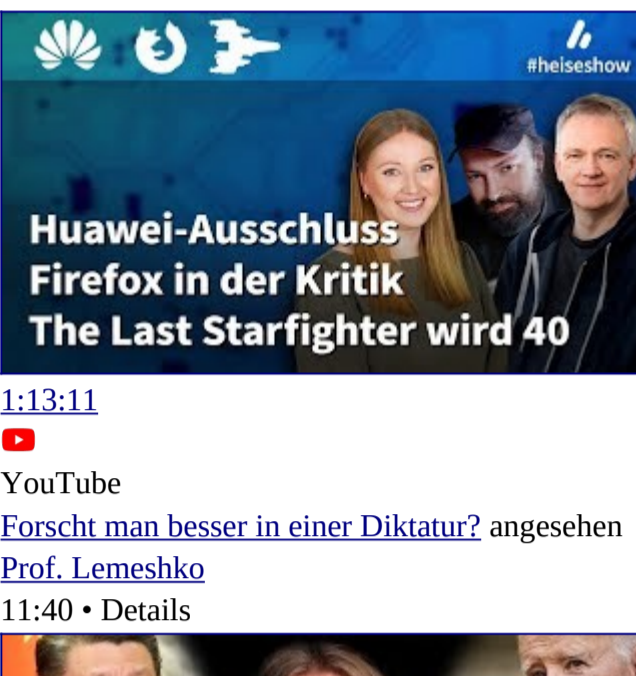 #heiseshow
Huawei-Ausschluss
Firefox in der Kritik
The Last Starfighter wird 40
1:13:11
YouTube
Forscht man besser in einer Diktatur? angesehen
Prof. Lemeshko
11:40 • Details